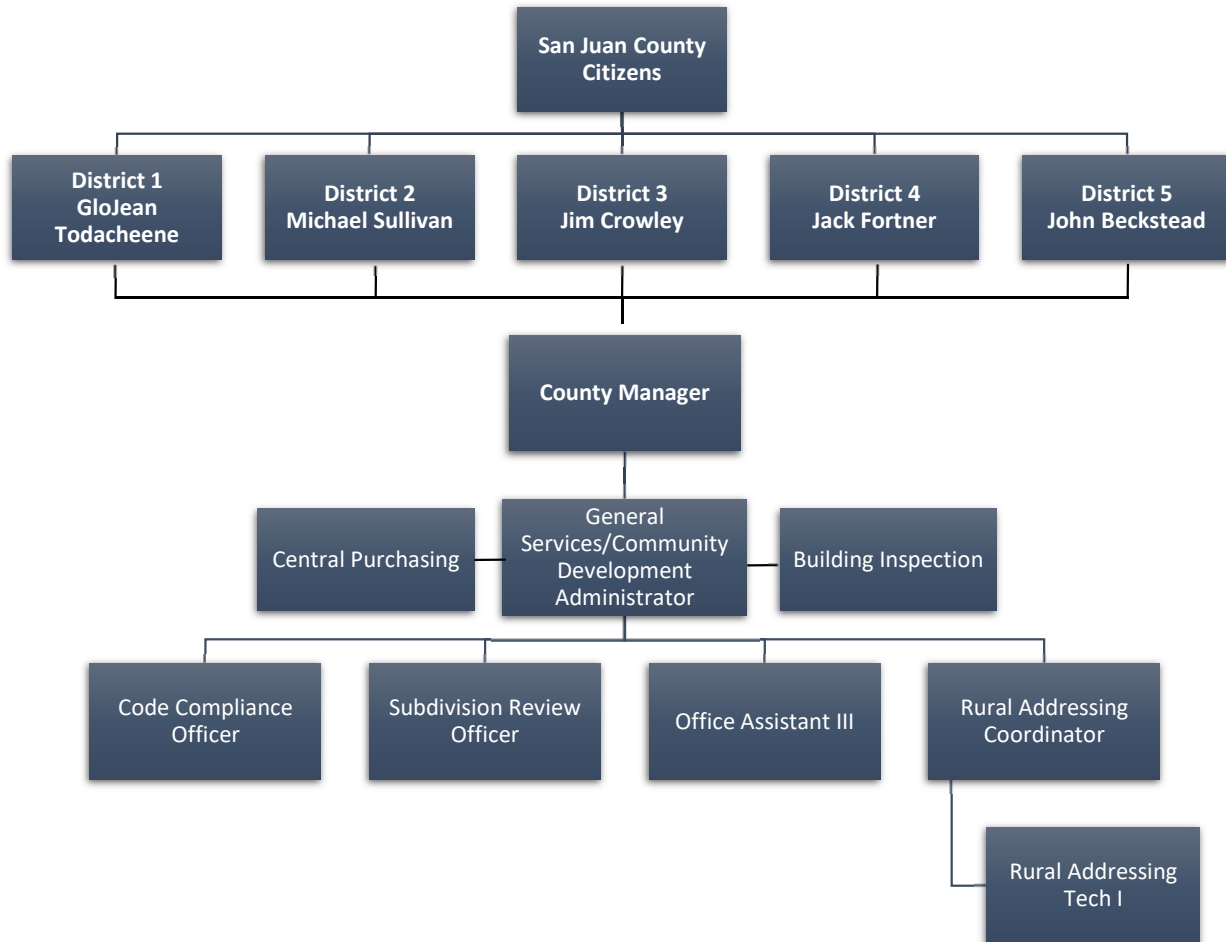 San Juan County
Citizens
District 1
GloJean
Todacheene
District 2
Michael Sullivan
District 3
Jim Crowley
District 4
Jack Fortner
District 5
John Beckstead
County Manager
Central Purchasing
General
Services/Community
Development
Administrator
Building Inspection
Code Compliance
Officer
Subdivision Review
Officer
Office Assistant III
Rural Addressing
Coordinator
Rural Addressing
Tech I